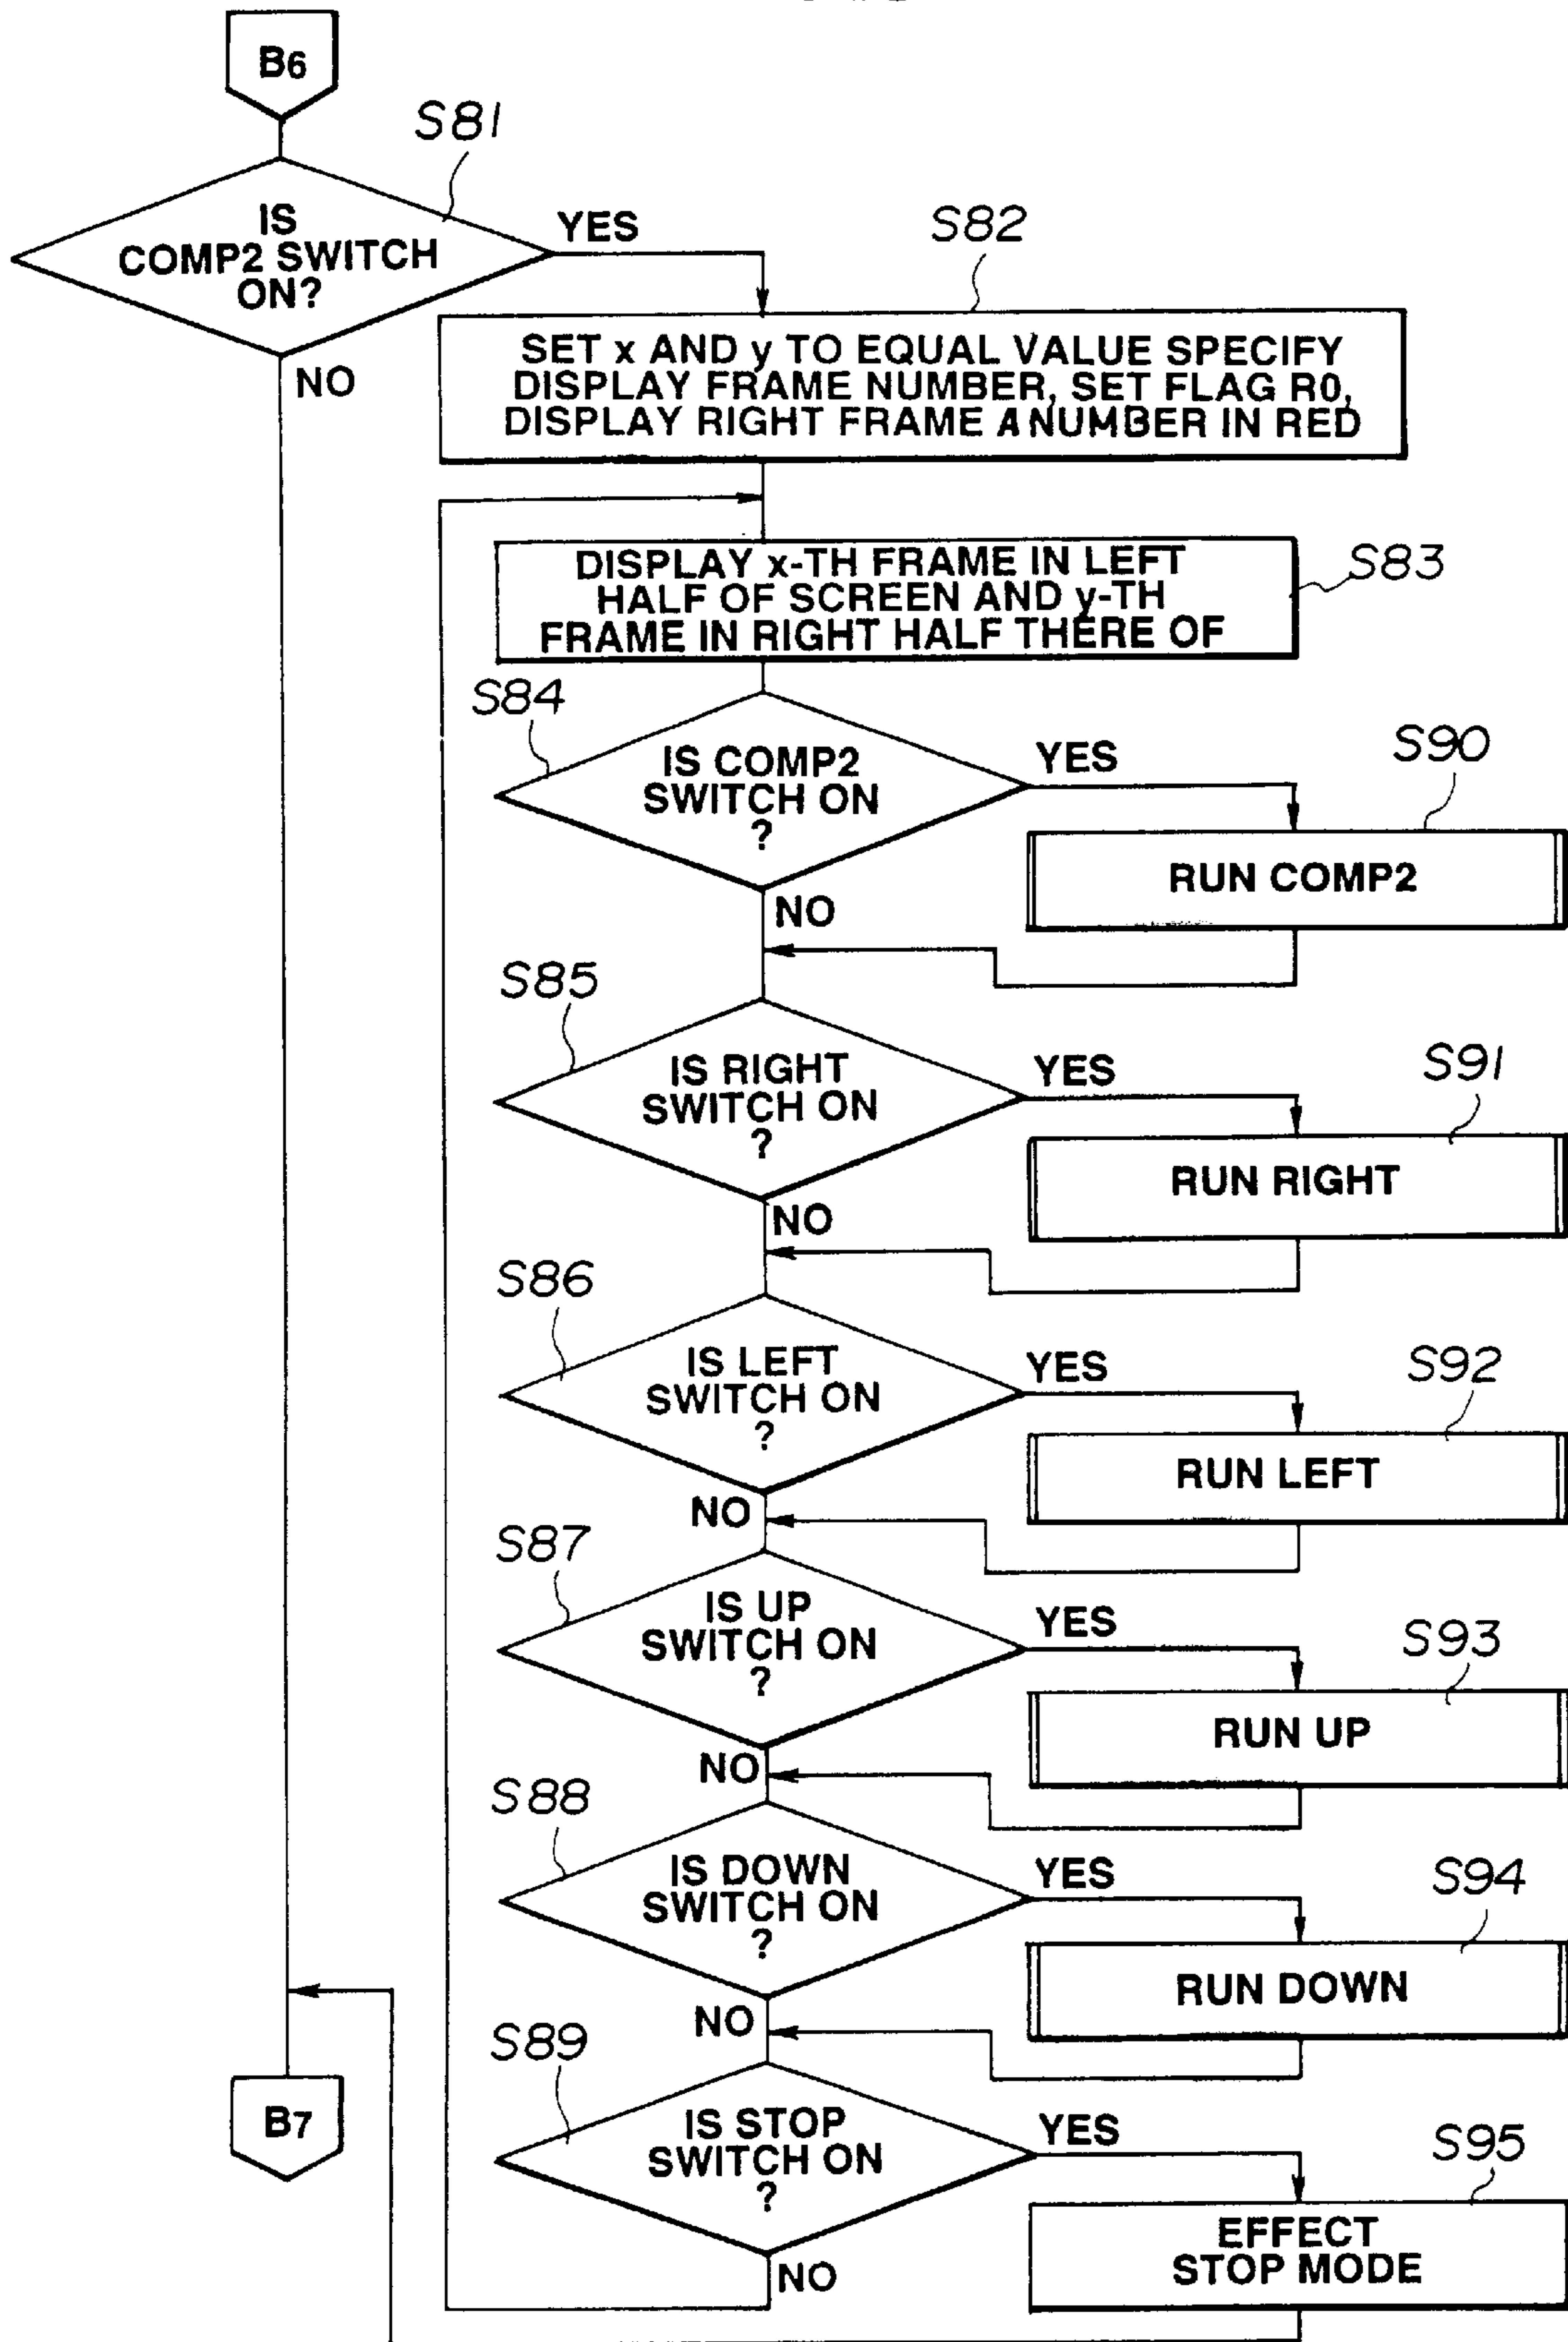 B6
S81
IS
COMP2 SWITCH
ON?
YES
NO
S82
SET x AND y TO EQUAL VALUE SPECIFY
DISPLAY FRAME NUMBER, SET FLAG R0,
DISPLAY RIGHT FRAME A NUMBER IN RED
DISPLAY x-TH FRAME IN LEFT
HALF OF SCREEN AND y-TH
FRAME IN RIGHT HALF THERE OF
S83
S84
IS COMP2
SWITCH ON
?
YES
NO
S90
RUN COMP2
S85
IS RIGHT
SWITCH ON
?
YES
NO
S91
RUN RIGHT
S86
IS LEFT
SWITCH ON
?
YES
NO
S92
RUN LEFT
S87
IS UP
SWITCH ON
?
YES
NO
S93
RUN UP
S88
IS DOWN
SWITCH ON
?
YES
NO
S94
RUN DOWN
S89
IS STOP
SWITCH ON
?
YES
NO
S95
EFFECT
STOP MODE
B7